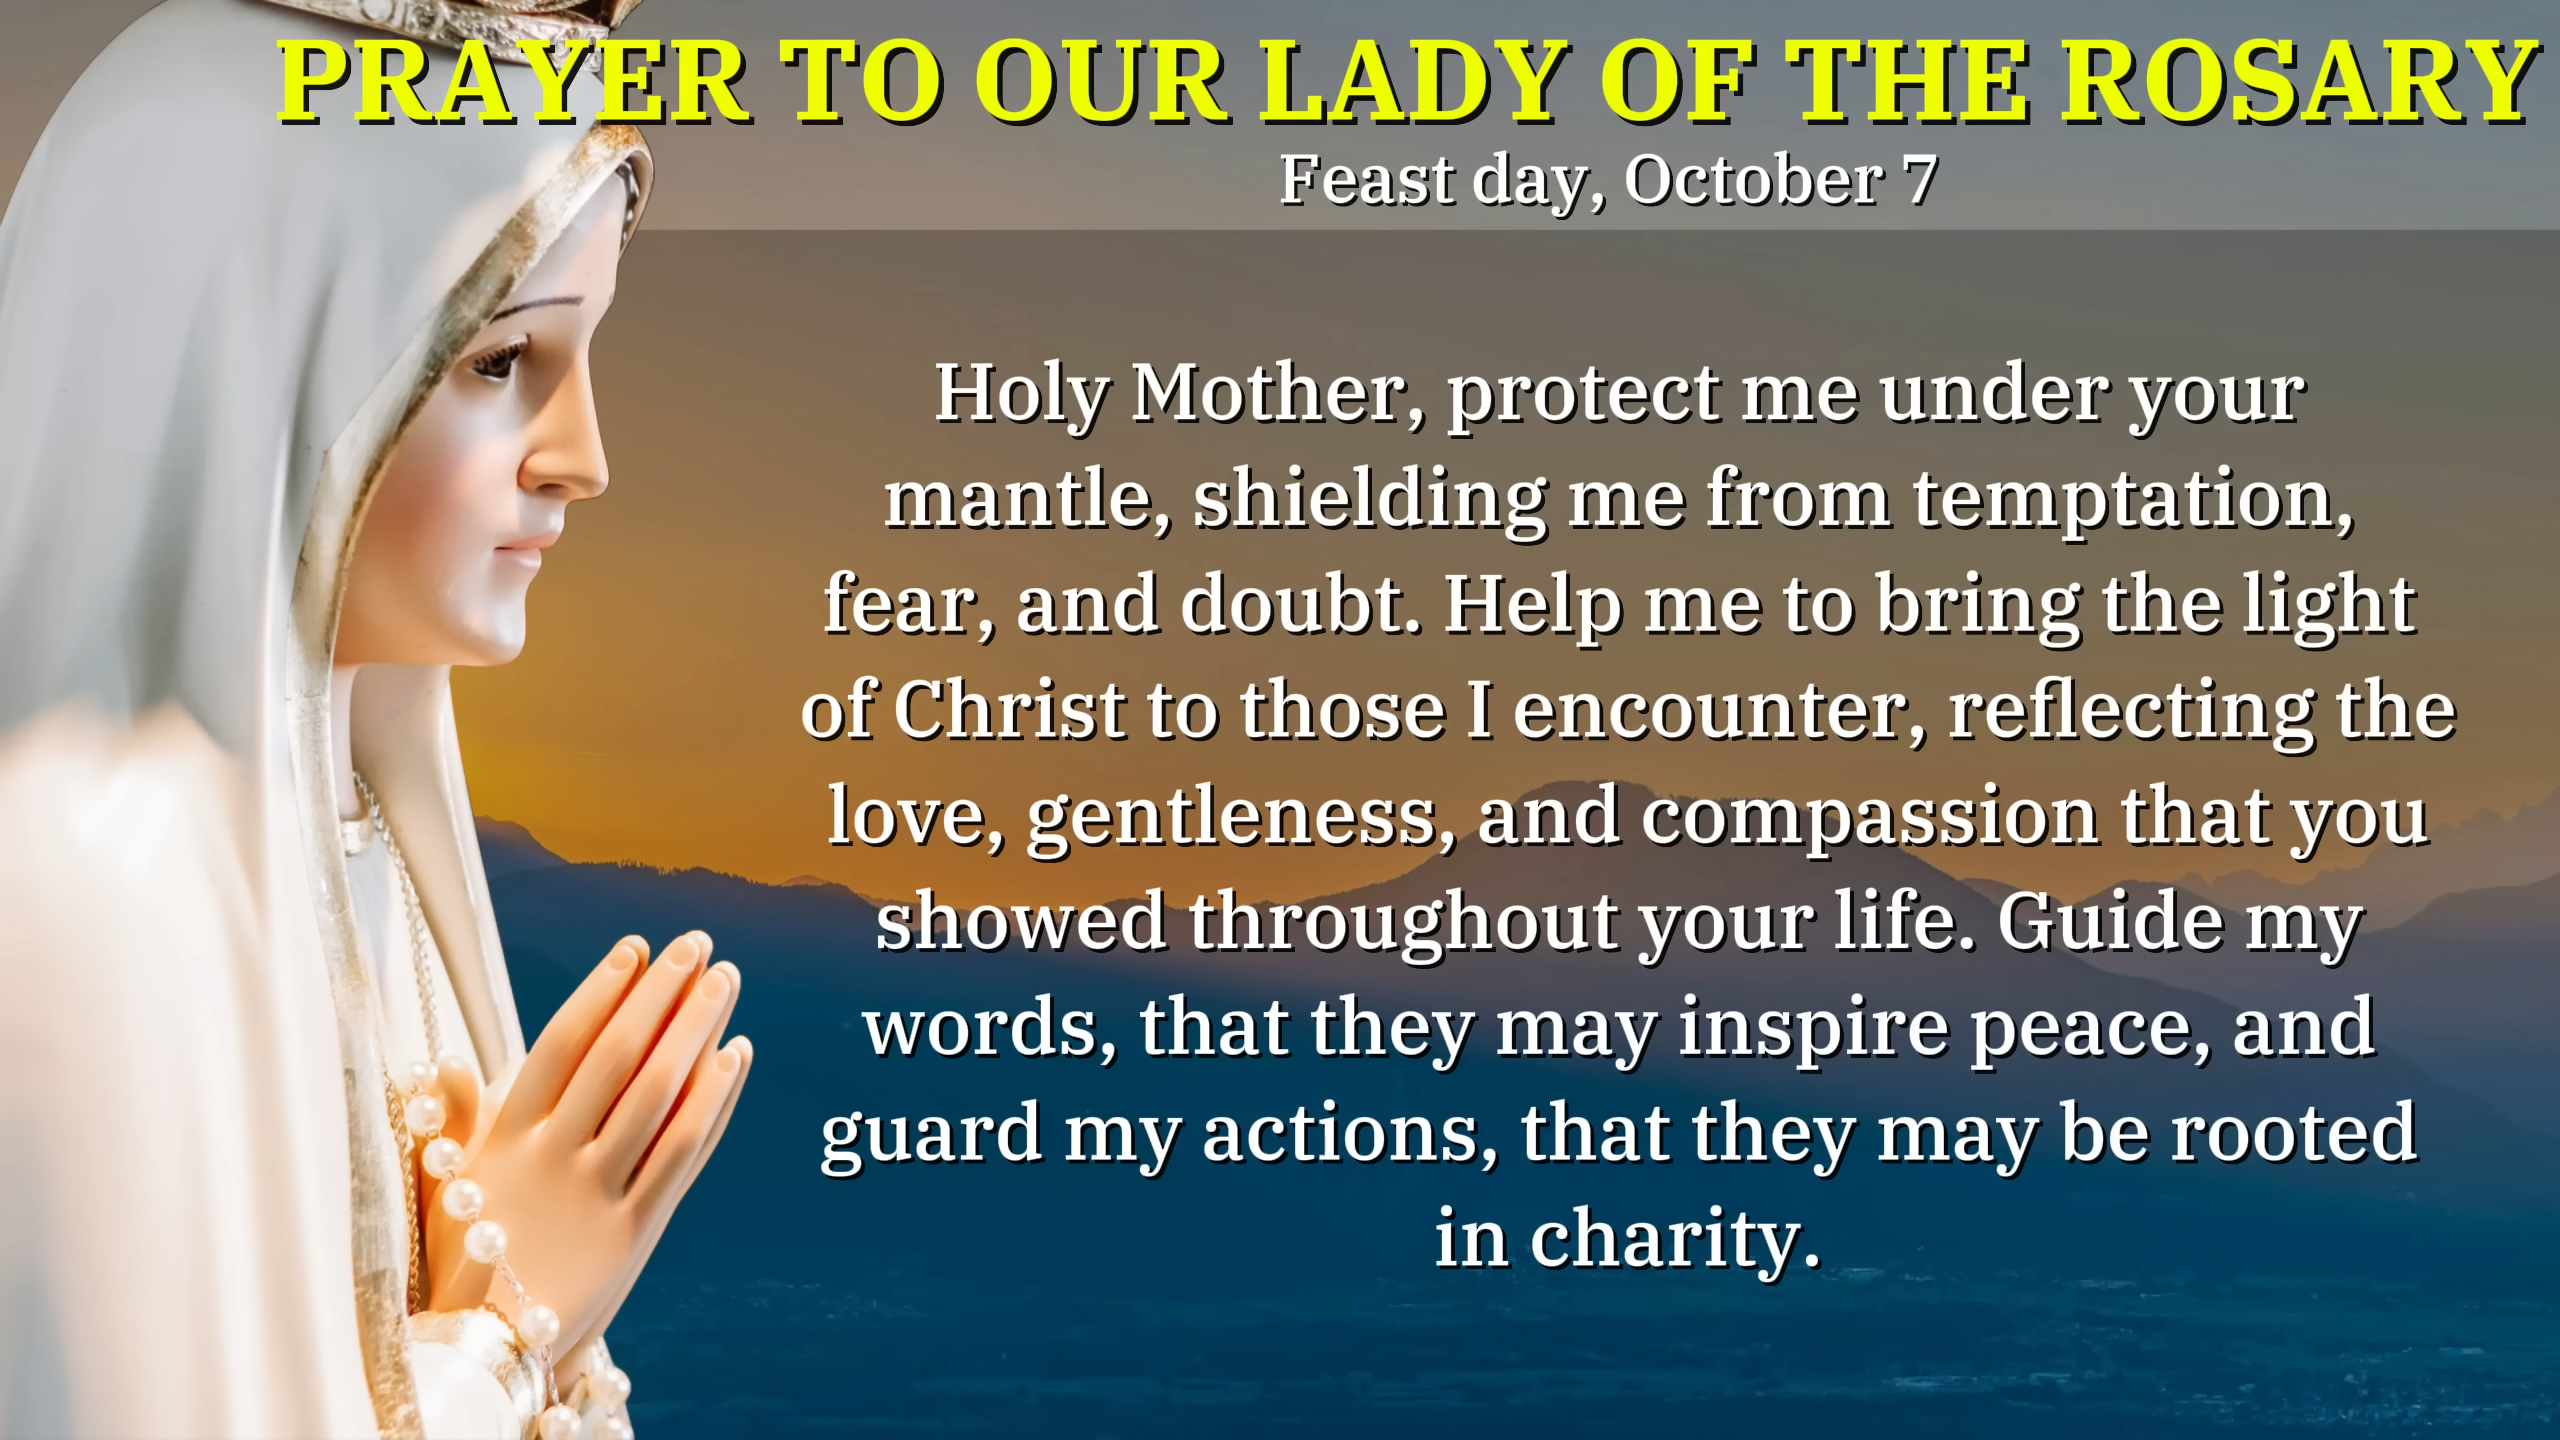 PRAYER TO OUR LADY OF THE ROSARY
Feast day, October 7
Holy Mother, protect me under your
mantle, shielding me from temptation,
fear, and doubt. Help me to bring the light
of Christ to those I encounter, reflecting the
love, gentleness, and compassion that you
showed throughout your life. Guide my
words, that they may inspire peace, and
guard my actions, that they may be rooted
in charity.